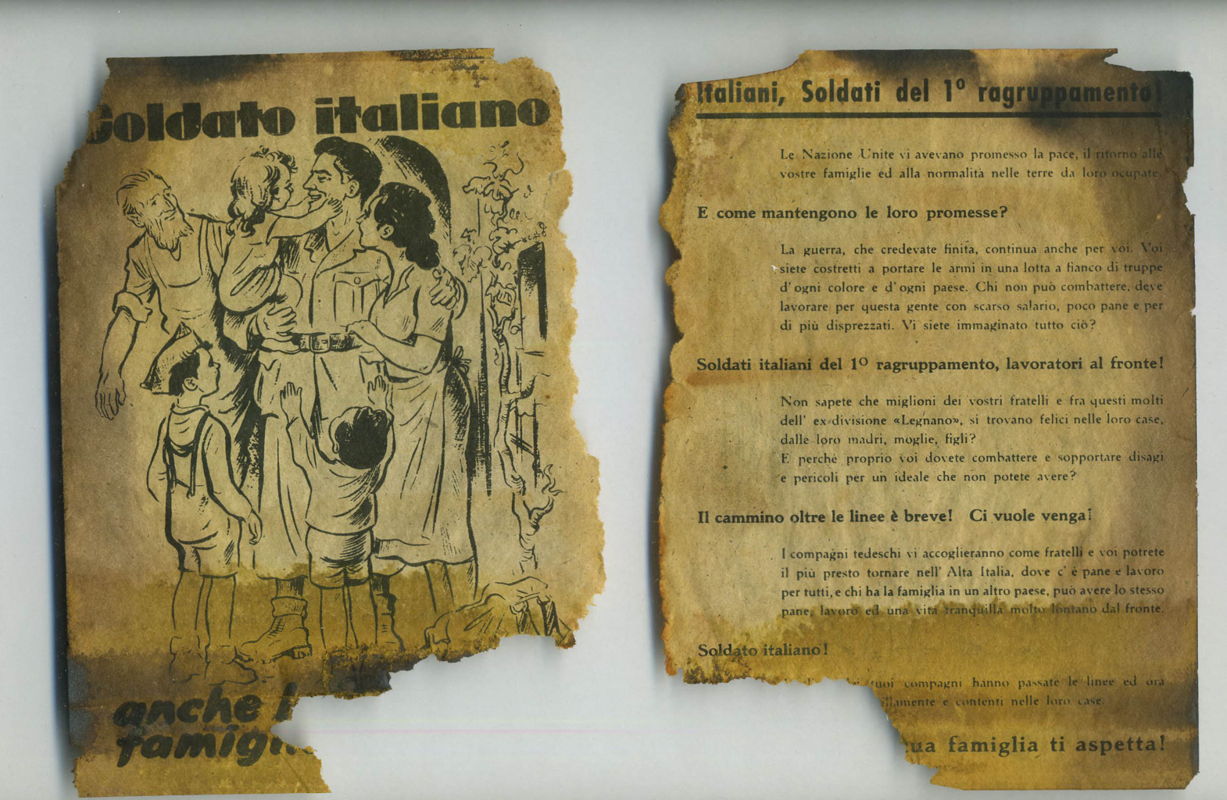 Soldato italiano
anche
Italiani, Soldati del 1º ragruppamento!
Le Nazione Unite vi avevano promesso la pace, il ritorno alle
vostre famiglie ed alla normalità nelle terre da loro occupate.
E come mantengono le loro promesse?
La guerra, che credevate finita, continua anche per voi. Voi
siete costretti a portare le armi in una lotta a fianco di truppe
d'ogni colore e d'ogni paese. Chi non può combattere, deve
lavorare per questa gente con scarso salario, poco pane e per
di più disprezzati. Vi siete immaginato tutto ciò?
Soldati italiani del 1º ragruppamento, lavoratori al fronte!
Non sapete che milioni dei vostri fratelli e fra questi molti
dell' ex-divisione «Legnano», si trovano felici nelle loro case,
dalle loro madri, moglie, figli?
E perchè proprio voi dovete combattere e sopportare disagi
e pericoli per un ideale che non potete avere?
Il cammino oltre le linee è breve! Ci vuole venga!
I compagni tedeschi vi accoglieranno come fratelli e voi potrete
il più presto tornare nell' Alta Italia, dove c' è pane e lavoro
per tutti, e chi ha la famiglia in un altro paese, può avere lo stesso
pane, lavoro ed una vita tranquilla molto lontano dal fronte.
Soldato italiano!
compagni hanno passate le linee ed ora
e contenti nelle loro case.
famiglia ti aspetta!